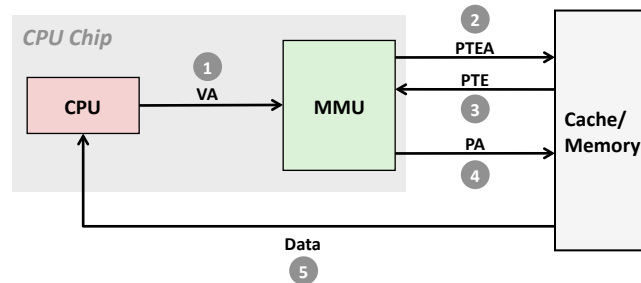 2
CPU Chip
PTEA
1
PTE
CPU
VA
MMU
3
Cache/
Memory
PA
4
Data
5